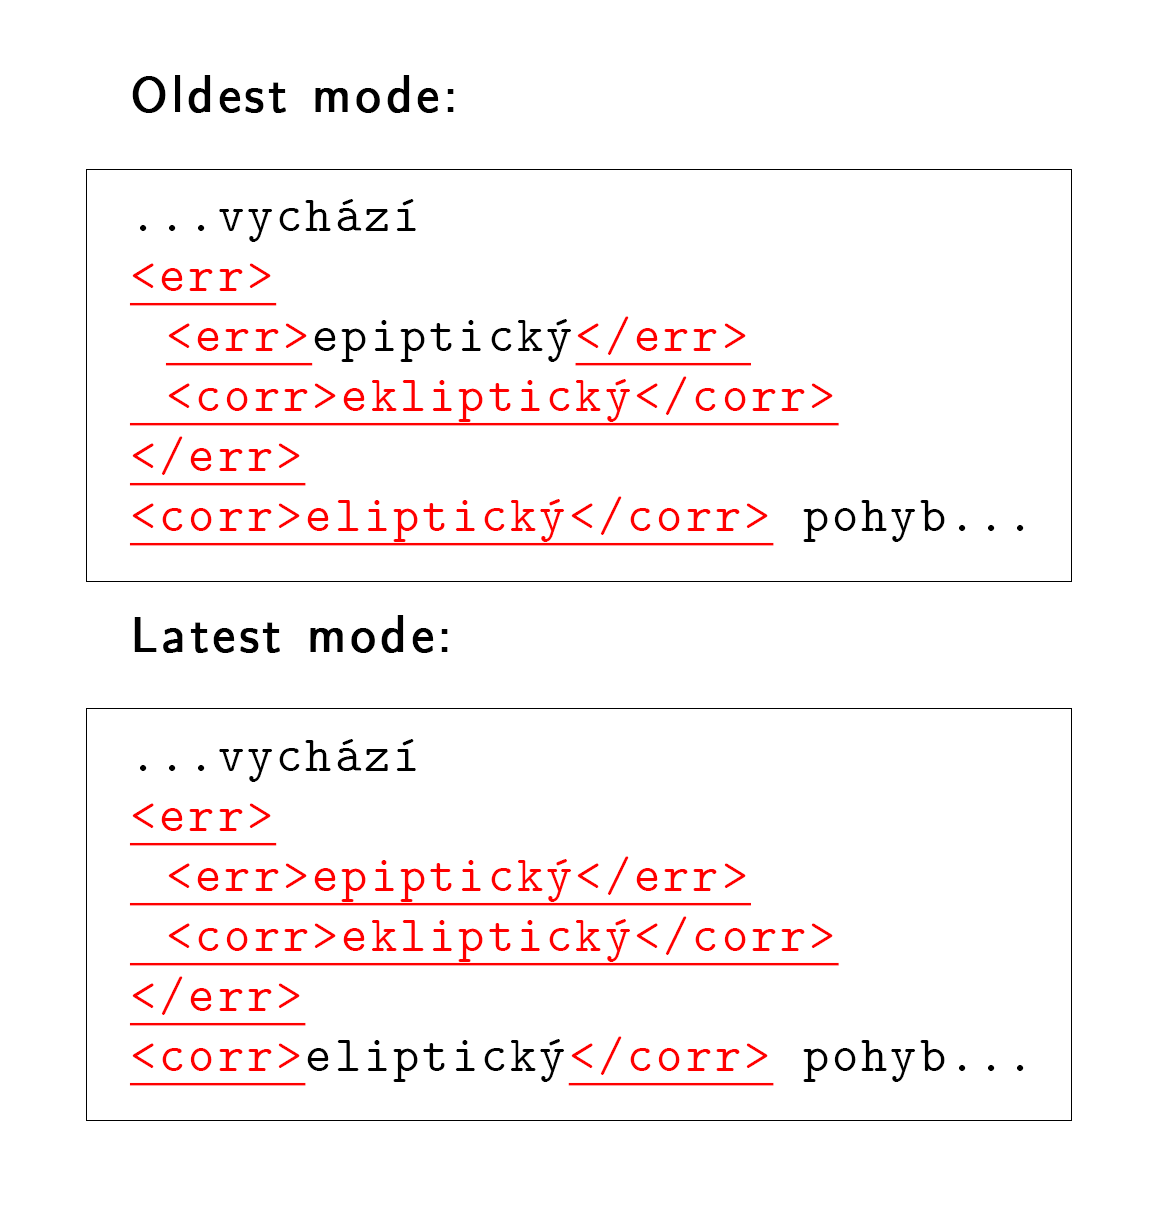 Oldest mode:
...vychází
<err>
<err>epiptický</err>
<corr>ekliptický</corr>
</err>
<corr>eliptický</corr> pohyb...
Latest mode:
...vychází
<err>
<err>epiptický</err>
<corr>ekliptický</corr>
</err>
<corr>eliptický</corr> pohyb...